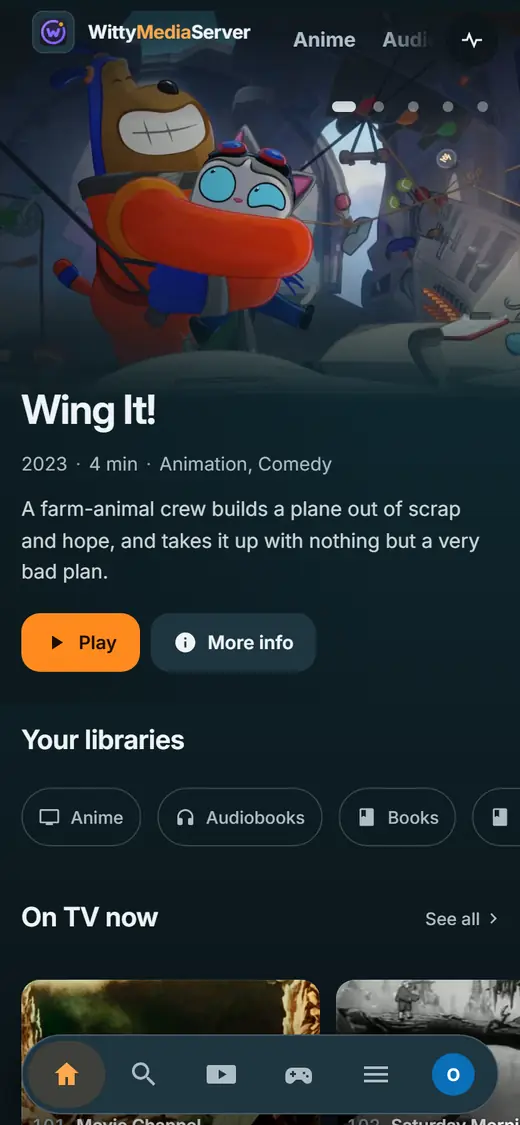 WittyMediaServer
Anime
Wing It!
2023 · 4 min · Animation, Comedy
A farm-animal crew builds a plane out of scrap
and hope, and takes it up with nothing but a very
bad plan.
Play
More info
Your libraries
Anime
Audiobooks
Books
On TV now
See all
O
Movie Channel